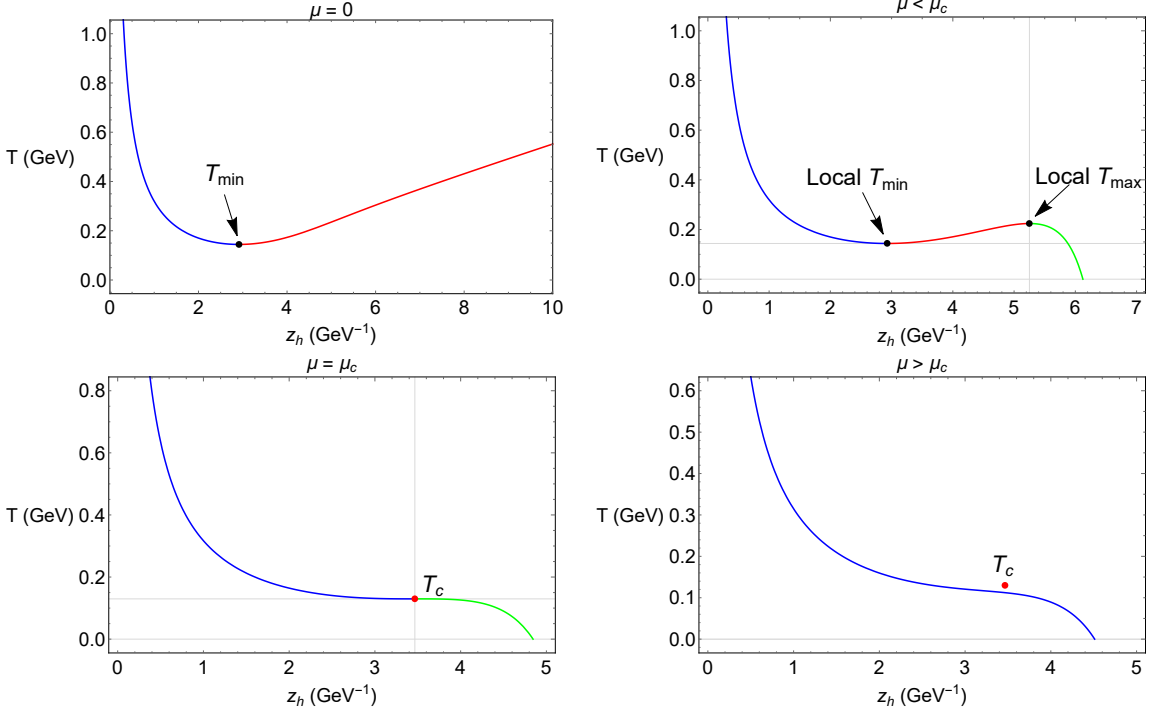 μ = 0
1.0
0.8
0.6
0.4
0.2
0.0
T (GeV)
T_min
0 2 4 6 8 10
z_h (GeV⁻¹)
μ < μ_c
1.0
0.8
0.6
0.4
0.2
0.0
T (GeV)
Local T_min
Local T_max
0 1 2 3 4 5 6 7
z_h (GeV⁻¹)
μ = μ_c
0.8
0.6
0.4
0.2
0.0
T (GeV)
T_c
0 1 2 3 4 5
z_h (GeV⁻¹)
μ > μ_c
0.6
0.5
0.4
0.3
0.2
0.1
0.0
T (GeV)
T_c
0 1 2 3 4 5
z_h (GeV⁻¹)